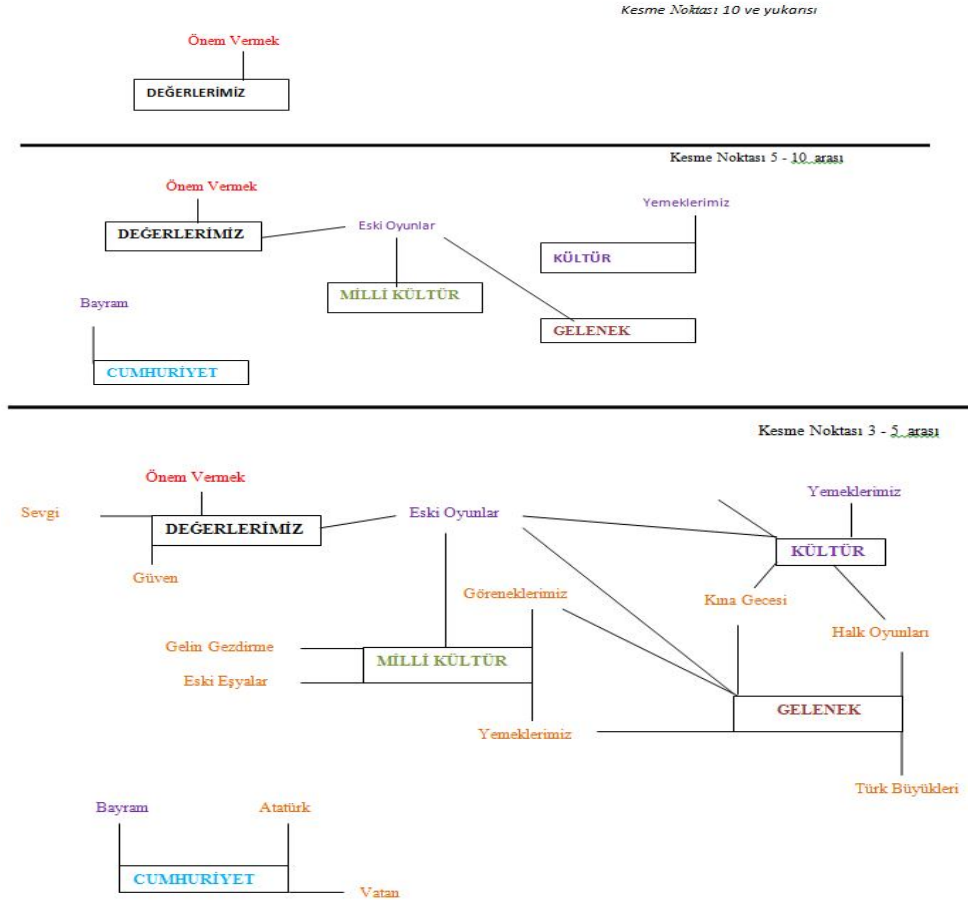 Kesme Noktası 10 ve yukarısı
Önem Vermek
DEĞERLERİMİZ
Kesme Noktası 5 - 10 arası
Önem Vermek
Yemeklerimiz
Eski Oyunlar
DEĞERLERİMİZ
KÜLTÜR
MİLLİ KÜLTÜR
Bayram
GELENEK
CUMHURİYET
Kesme Noktası 3 - 5 arası
Önem Vermek
Yemeklerimiz
Sevgi
Eski Oyunlar
DEĞERLERİMİZ
KÜLTÜR
Güven
Göreneklerimiz
Kına Gecesi
Halk Oyunları
Gelin Gezdirme
MİLLİ KÜLTÜR
Eski Eşyalar
GELENEK
Yemeklerimiz
Türk Büyükleri
Bayram
Atatürk
CUMHURİYET
Vatan